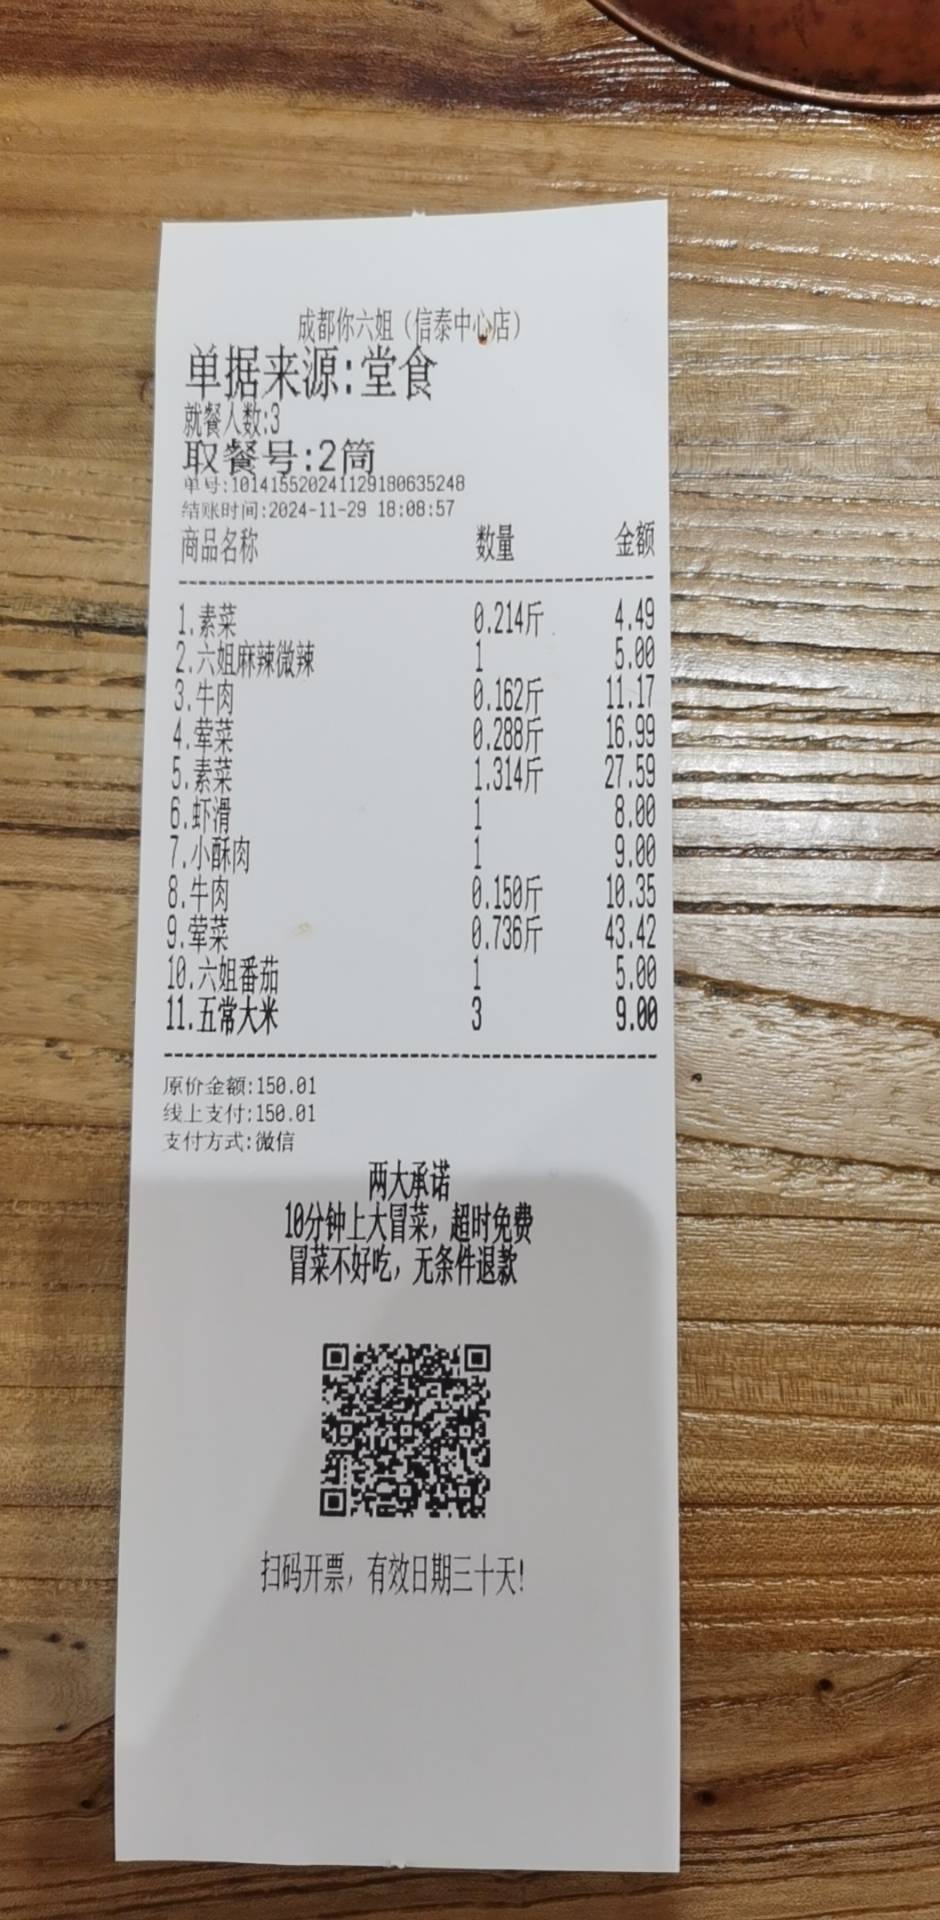 成都你六姐（信泰中心店）
单据来源:堂食
就餐人数:3
取餐号:2筒
单号:10141552024112918063524​8
结账时间:2024-11-29 18:08:57
商品名称 数量 金额
1.素菜 0.214斤 4.49
2.六姐麻辣微辣 1 5.00
3.牛肉 0.162斤 11.17
4.荤菜 0.288斤 16.99
5.素菜 1.314斤 27.59
6.虾滑 1 8.00
7.小酥肉 1 9.00
8.牛肉 0.150斤 10.35
9.荤菜 0.736斤 43.42
10.六姐番茄 1 5.00
11.五常大米 3 9.00
原价金额:150.01
线上支付:150.01
支付方式:微信
两大承诺
10分钟上大冒菜，超时免费
冒菜不好吃，无条件退款
扫码开票，有效日期三十天!